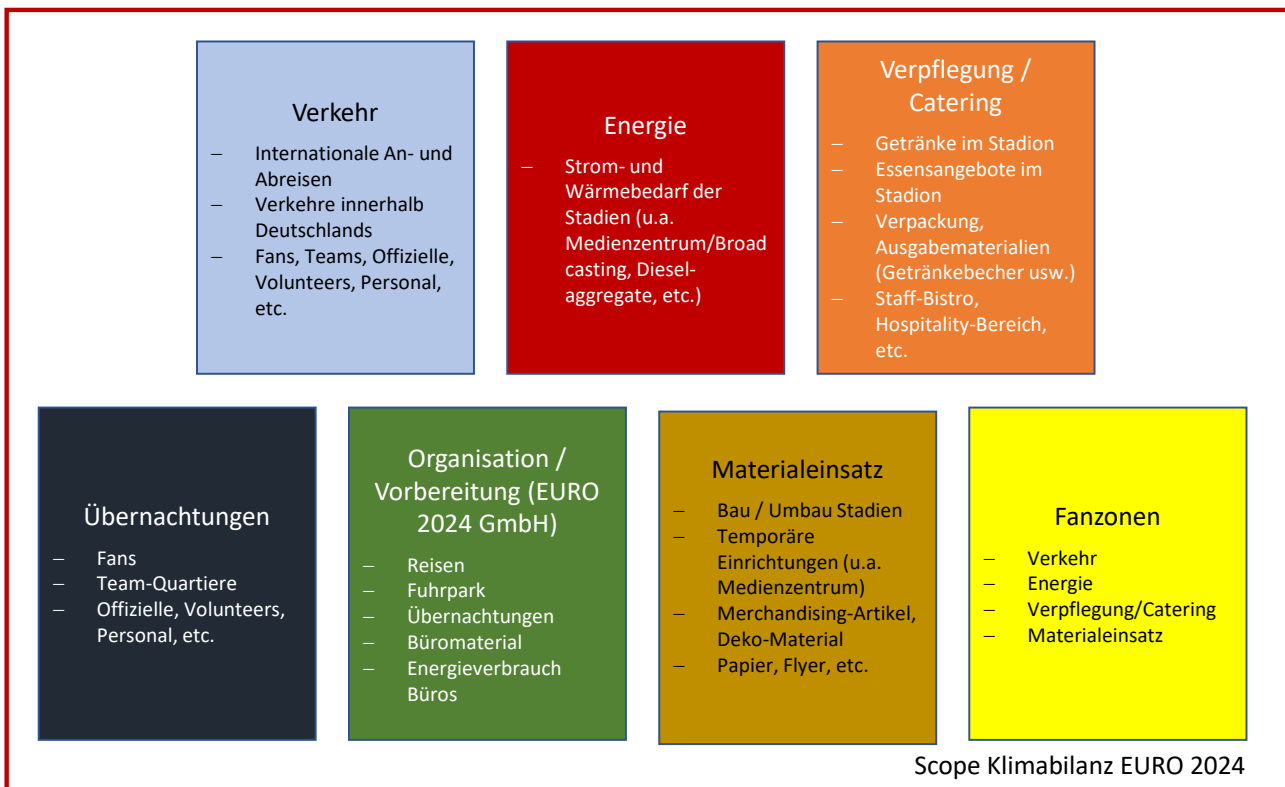 Verkehr
– Internationale An- und
Abreisen
– Verkehre innerhalb
Deutschlands
– Fans, Teams, Offizielle,
Volunteers, Personal,
etc.
Energie
– Strom- und
Wärmebedarf der
Stadien (u.a.
Medienzentrum/Broad
casting, Diesel-
aggregate, etc.)
Verpflegung /
Catering
– Getränke im Stadion
– Essensangebote im
Stadion
– Verpackung,
Ausgabematerialien
(Getränkebecher usw.)
– Staff-Bistro,
Hospitality-Bereich,
etc.
Übernachtungen
– Fans
– Team-Quartiere
– Offizielle, Volunteers,
Personal, etc.
Organisation /
Vorbereitung (EURO
2024 GmbH)
– Reisen
– Fuhrpark
– Übernachtungen
– Büromaterial
– Energieverbrauch
Büros
Materialeinsatz
– Bau / Umbau Stadien
– Temporäre
Einrichtungen (u.a.
Medienzentrum)
– Merchandising-Artikel,
Deko-Material
– Papier, Flyer, etc.
Fanzonen
– Verkehr
– Energie
– Verpflegung/Catering
– Materialeinsatz
Scope Klimabilanz EURO 2024